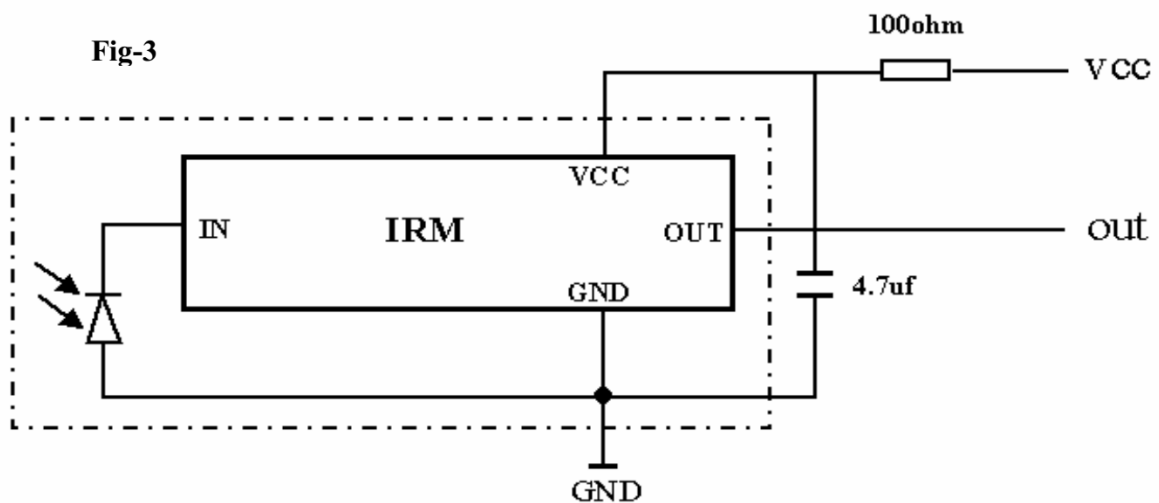 100ohm
Fig-3
VCC
VCC
IN
IRM
OUT
out
GND
4.7uf
GND